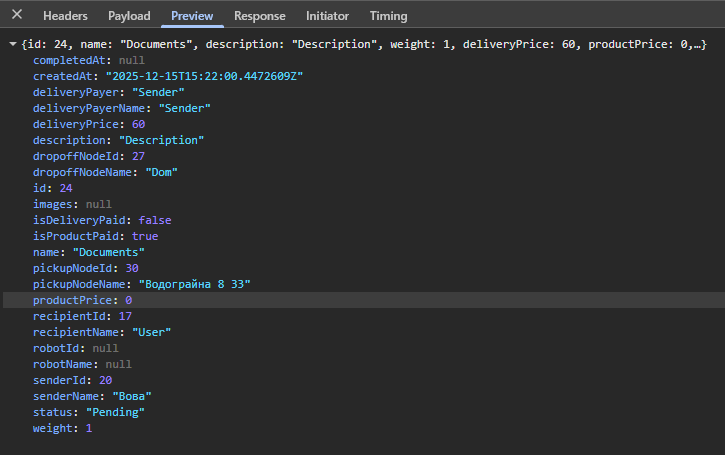 Headers Payload Preview Response Initiator Timing
{id: 24, name: "Documents", description: "Description", weight: 1, deliveryPrice: 60, productPrice: 0,…}
completedAt: null
createdAt: "2025-12-15T15:22:00.4472609Z"
deliveryPayer: "Sender"
deliveryPayerName: "Sender"
deliveryPrice: 60
description: "Description"
dropoffNodeId: 27
dropoffNodeName: "Dom"
id: 24
images: null
isDeliveryPaid: false
isProductPaid: true
name: "Documents"
pickupNodeId: 30
pickupNodeName: "Водограйна 8 33"
productPrice: 0
recipientId: 17
recipientName: "User"
robotId: null
robotName: null
senderId: 20
senderName: "Вова"
status: "Pending"
weight: 1